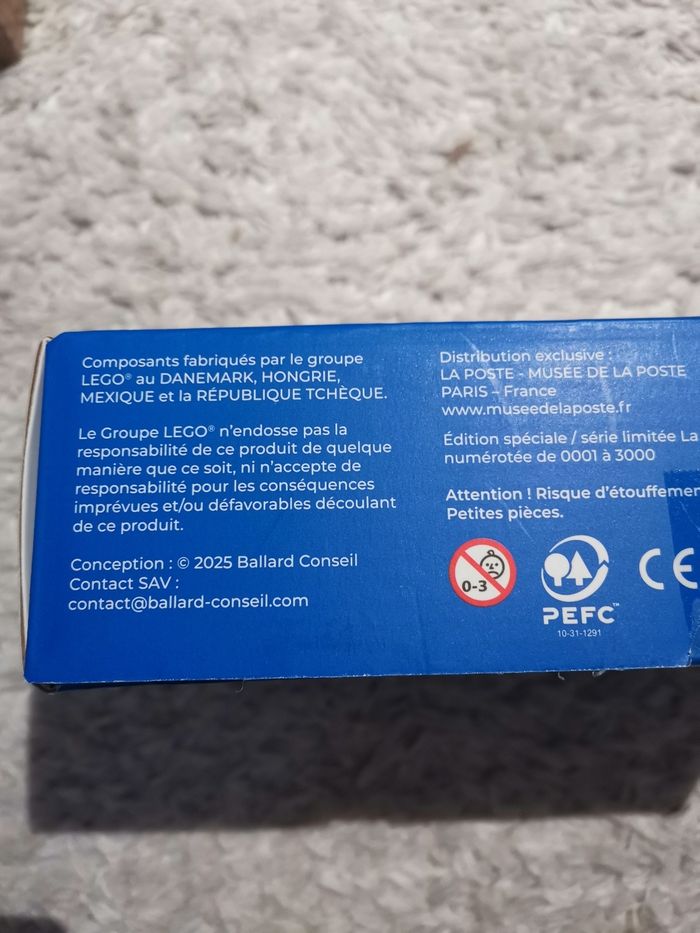 Composants fabriqués par le groupe
LEGO® au DANEMARK, HONGRIE,
MEXIQUE et la RÉPUBLIQUE TCHÈQUE.
Le Groupe LEGO® n'endosse pas la
responsabilité de ce produit de quelque
manière que ce soit, ni n'accepte de
responsabilité pour les conséquences
imprévues et/ou défavorables découlant
de ce produit.
Conception : © 2025 Ballard Conseil
Contact SAV :
contact@ballard-conseil.com
Distribution exclusive :
LA POSTE - MUSÉE DE LA POSTE
PARIS – France
www.museedelaposte.fr
Édition spéciale / série limitée La
numérotée de 0001 à 3000
Attention ! Risque d'étouffemen
Petites pièces.
0-3
PEFC™
10-31-1291
CE